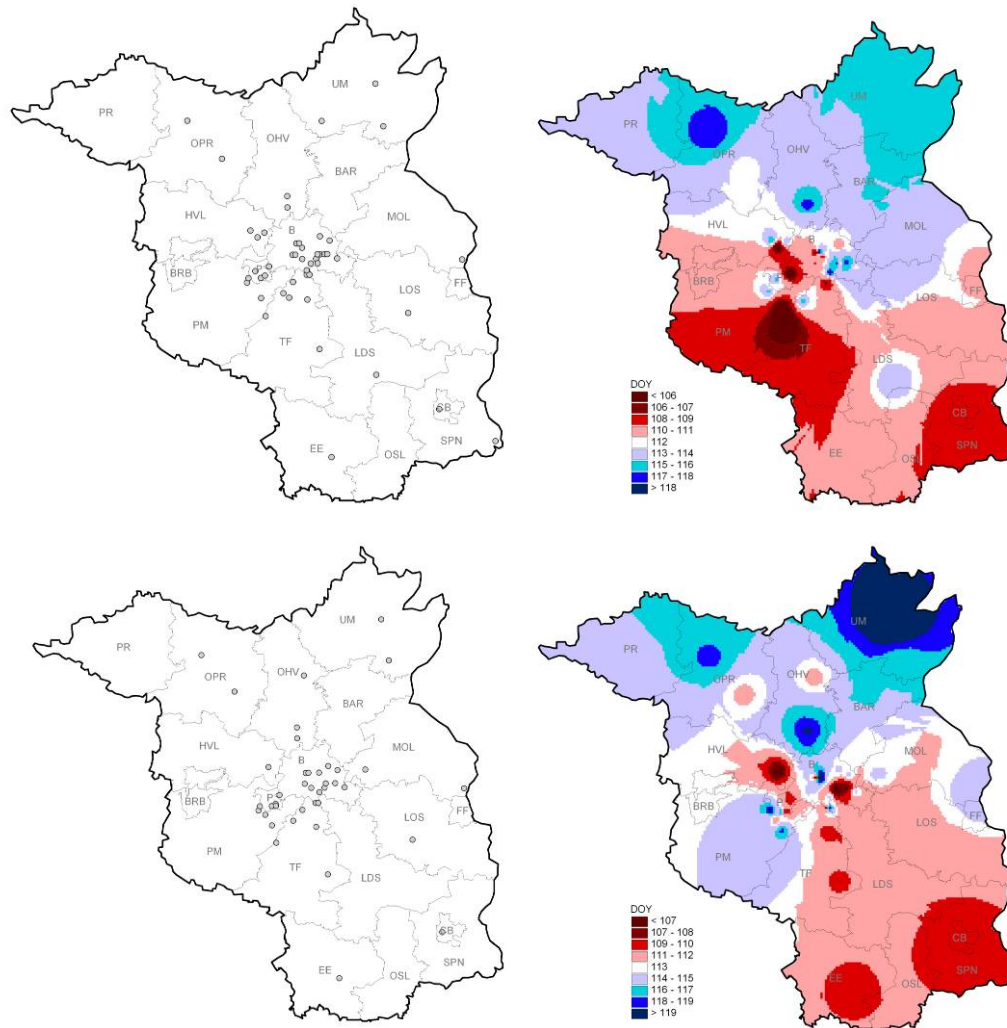 UM
PR
OPR
OHV
BAR
HVL
B
MOL
BRB
P
LOS
FF
PM
TF
LDS
SPN
EE
OSL
UM
PR
OPR
OHV
BAR
HVL
B
MOL
BRB
LOS
FF
PM
TF
LDS
CB
SPN
EE
OSL
DOY
< 106
106 - 107
108 - 109
110 - 111
112
113 - 114
115 - 116
117 - 118
> 118
UM
PR
OPR
OHV
BAR
HVL
B
MOL
BRB
P
LOS
FF
PM
TF
LDS
SPN
EE
OSL
UM
PR
OPR
OHV
BAR
HVL
B
MOL
BRB
P
LOS
FF
PM
TF
LDS
CB
SPN
EE
OSL
DOY
< 107
107 - 108
109 - 110
111 - 112
113
114 - 115
116 - 117
118 - 119
> 119